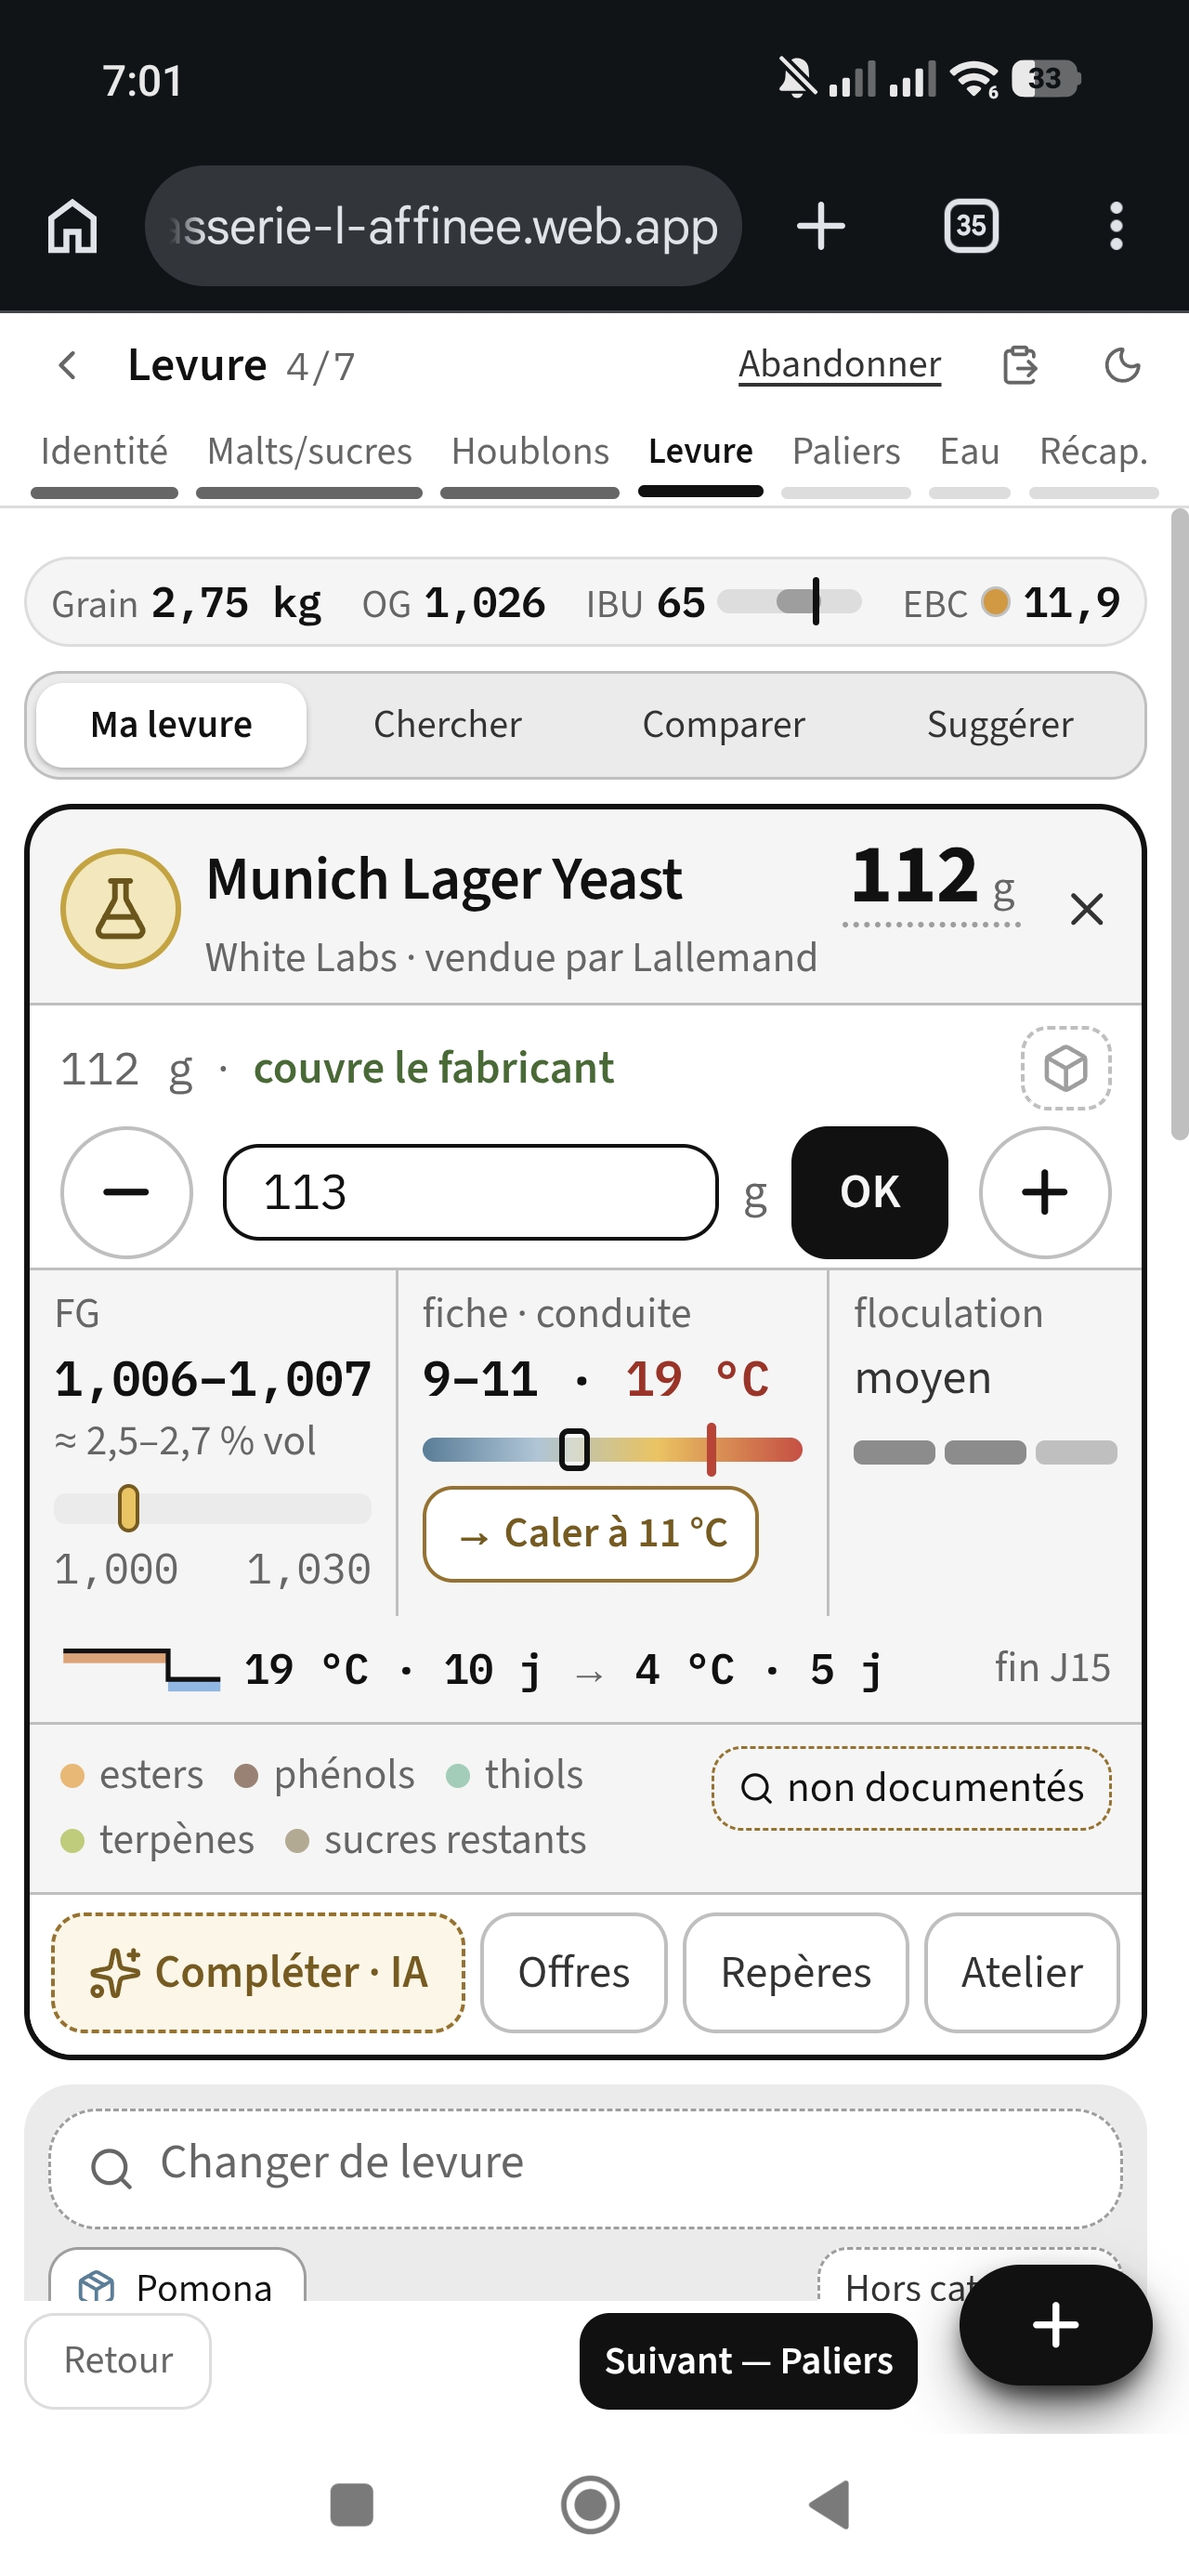 7:01
6
33
asserie-l-affinee.web.app
35
Levure 4/7
Abandonner
Identité Malts/sucres Houblons Levure Paliers Eau Récap.
Grain 2,75 kg OG 1,026 IBU 65 EBC 11,9
Ma levure Chercher Comparer Suggérer
Munich Lager Yeast
112 g
White Labs · vendue par Lallemand
112 g · couvre le fabricant
113 g OK
FG
1,006–1,007
≈ 2,5–2,7 % vol
1,000 1,030
fiche · conduite
9–11 · 19 °C
→ Caler à 11 °C
floculation
moyen
19 °C · 10 j → 4 °C · 5 j
fin J15
esters phénols thiols
terpènes sucres restants
non documentés
Compléter · IA Offres Repères Atelier
Changer de levure
Pomona
Hors cat
Retour
Suivant — Paliers